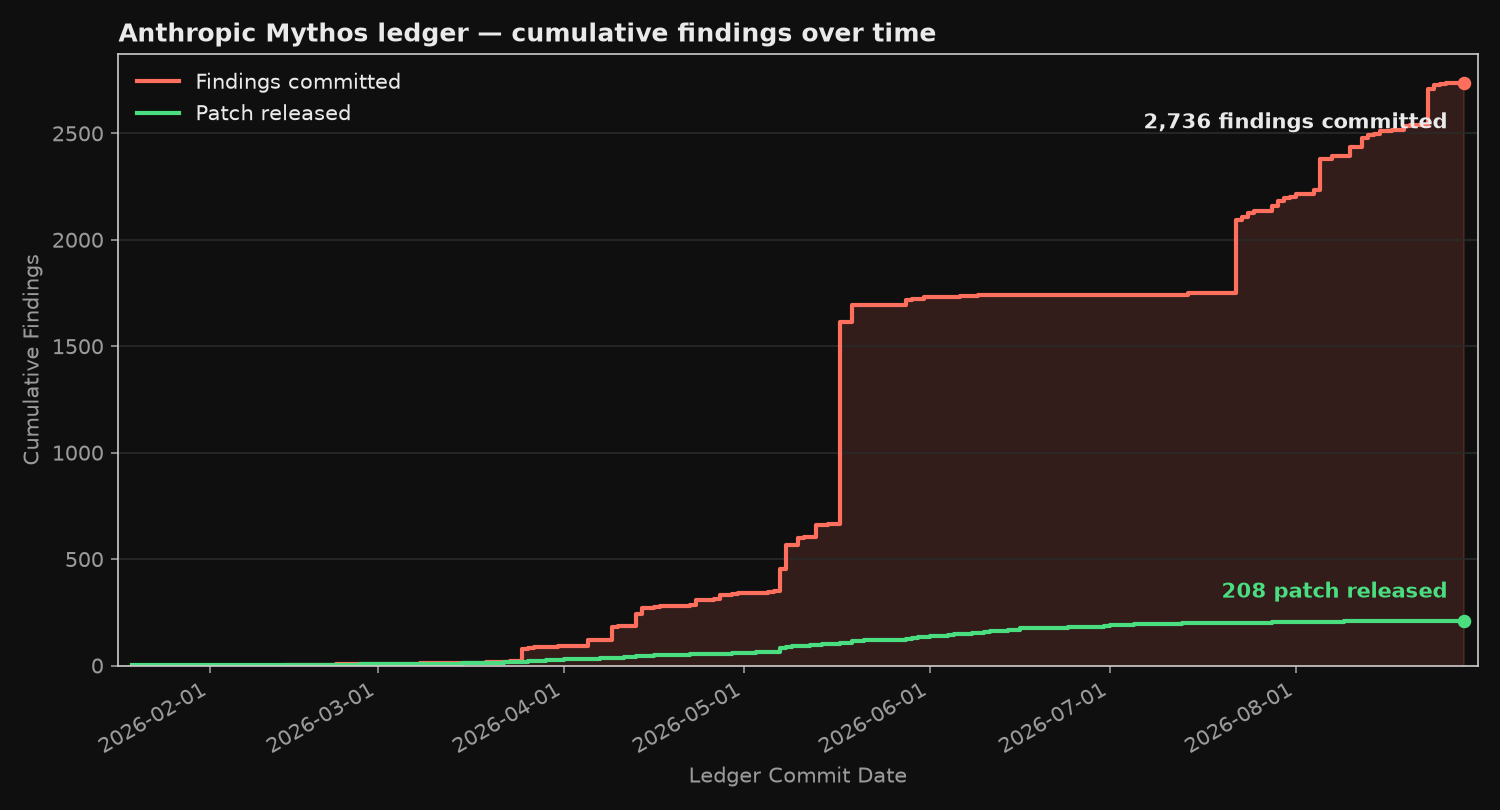 Anthropic Mythos ledger — cumulative findings over time
Findings committed
Patch released
2,736 findings committed
208 patch released
Cumulative Findings
2500
2000
1500
1000
500
0
2026-02-01
2026-03-01
2026-04-01
2026-05-01
2026-06-01
2026-07-01
2026-08-01
Ledger Commit Date